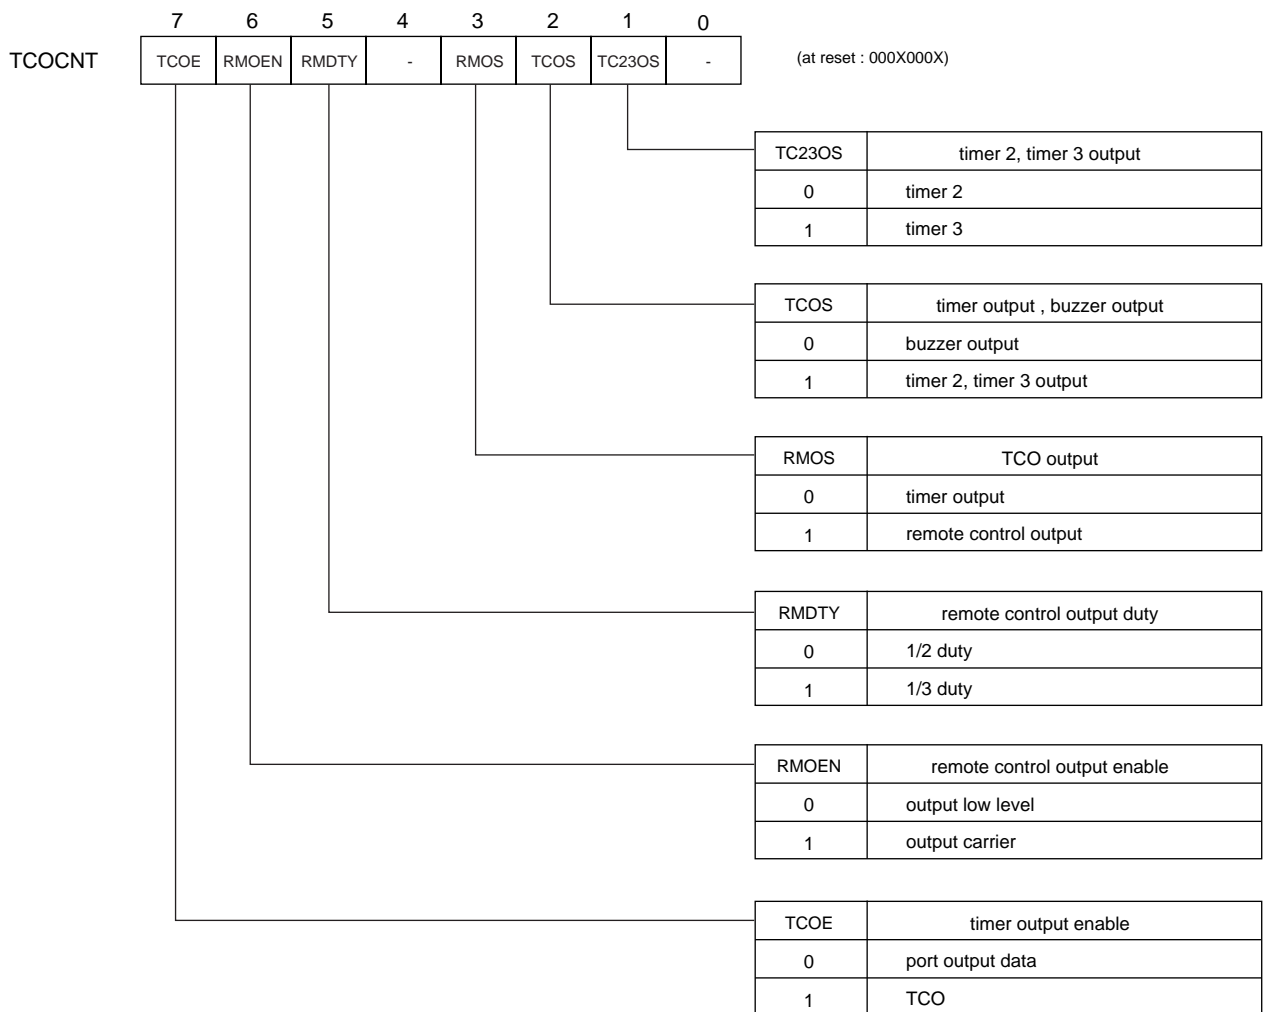 7 6 5 4 3 2 1 0
TCOCNT TCOE RMOEN RMDTY - RMOS TCOS TC23OS - (at reset : 000X000X)
TC23OS timer 2, timer 3 output
0 timer 2
1 timer 3
TCOS timer output , buzzer output
0 buzzer output
1 timer 2, timer 3 output
RMOS TCO output
0 timer output
1 remote control output
RMDTY remote control output duty
0 1/2 duty
1 1/3 duty
RMOEN remote control output enable
0 output low level
1 output carrier
TCOE timer output enable
0 port output data
1 TCO